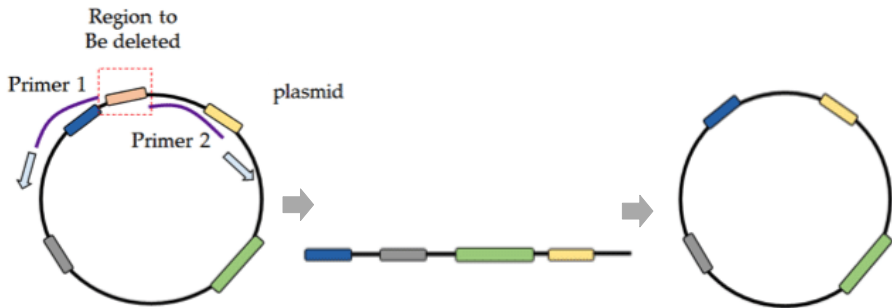 Region to
Be deleted
Primer 1
plasmid
Primer 2